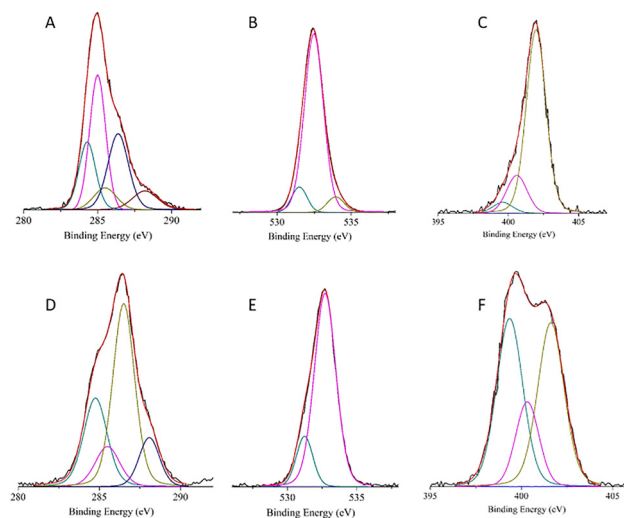 A
B
C
280 285 290
530 535
395 400 405
Binding Energy (eV)
Binding Energy (eV)
Binding Energy (eV)
D
E
F
280 285 290
530 535
395 400 405
Binding Energy (eV)
Binding Energy (eV)
Binding Energy (eV)